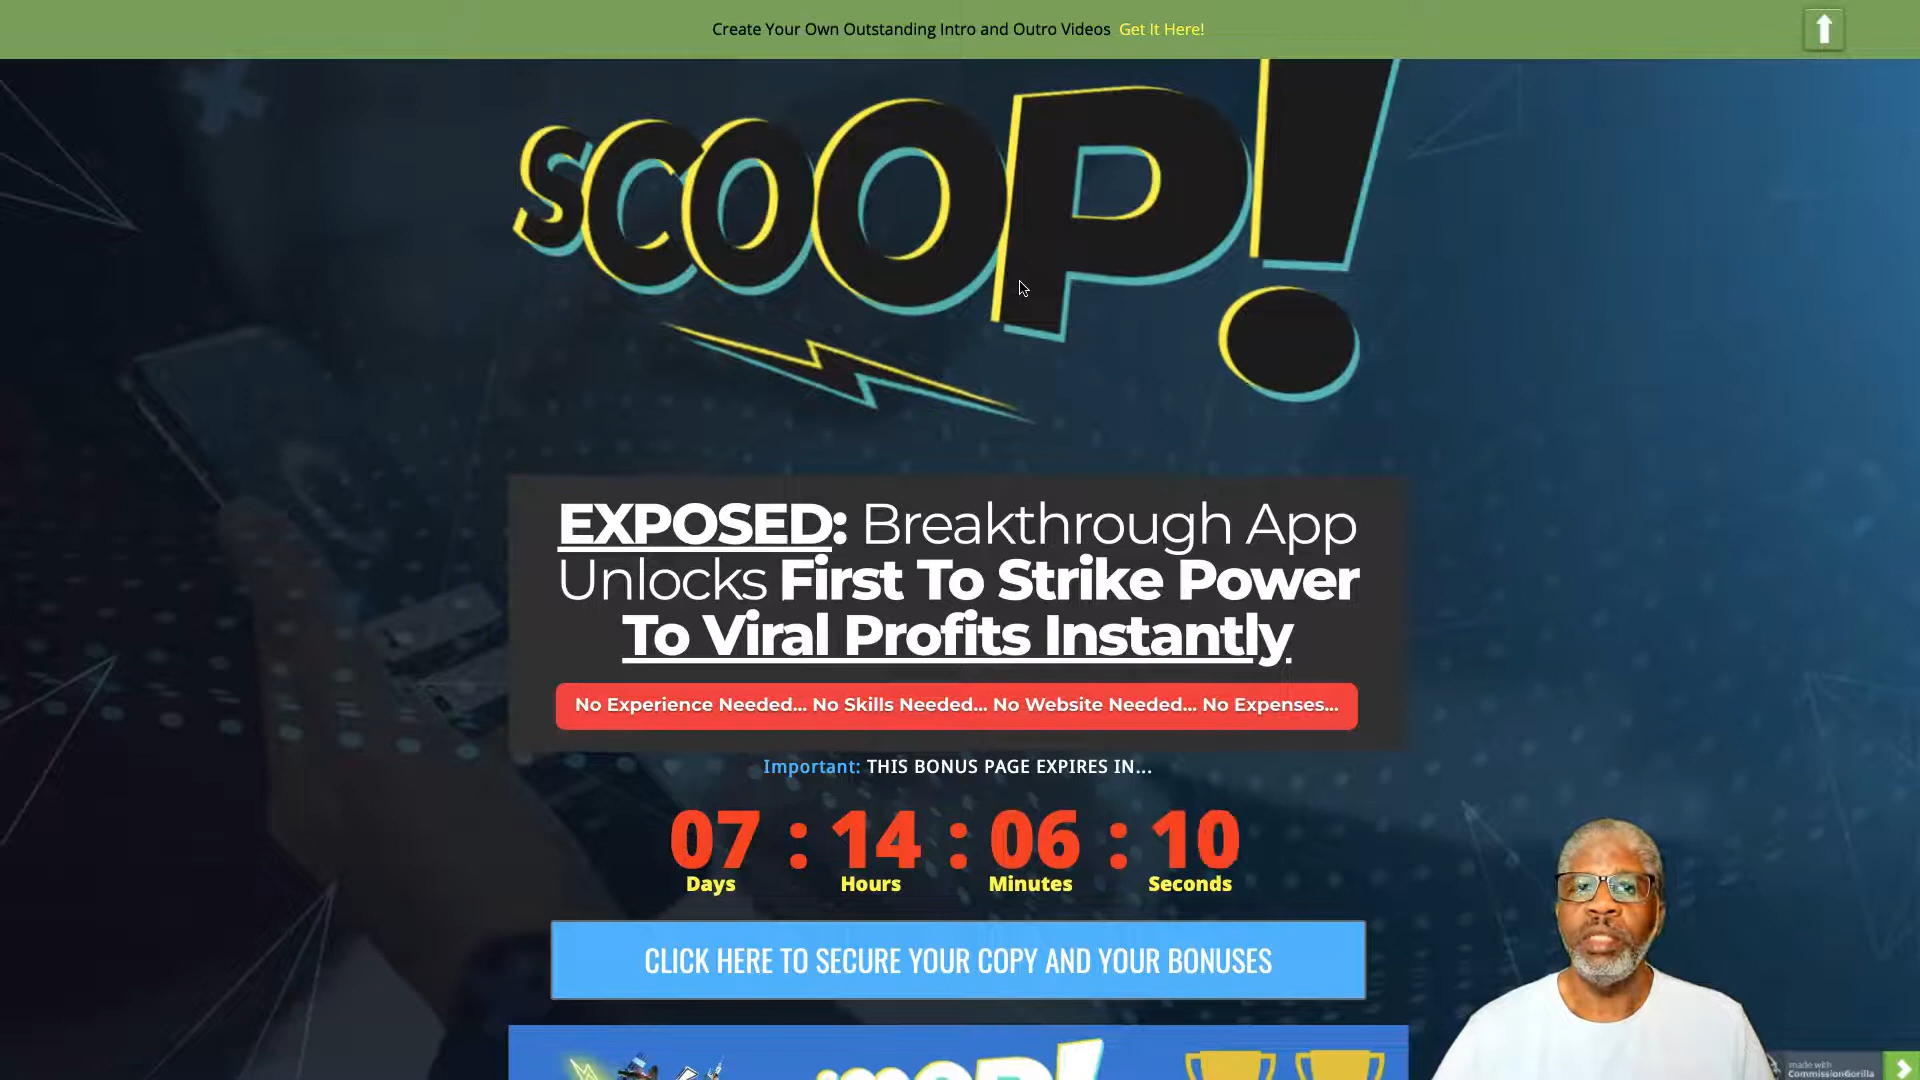 Create Your Own Outstanding Intro and Outro Videos Get It Here!
SCOOP!
EXPOSED: Breakthrough App
Unlocks First To Strike Power
To Viral Profits Instantly.
No Experience Needed... No Skills Needed... No Website Needed... No Expenses...
Important: THIS BONUS PAGE EXPIRES IN...
07 : 14 : 06 : 10
Days Hours Minutes Seconds
CLICK HERE TO SECURE YOUR COPY AND YOUR BONUSES
made with
CommissionGorilla